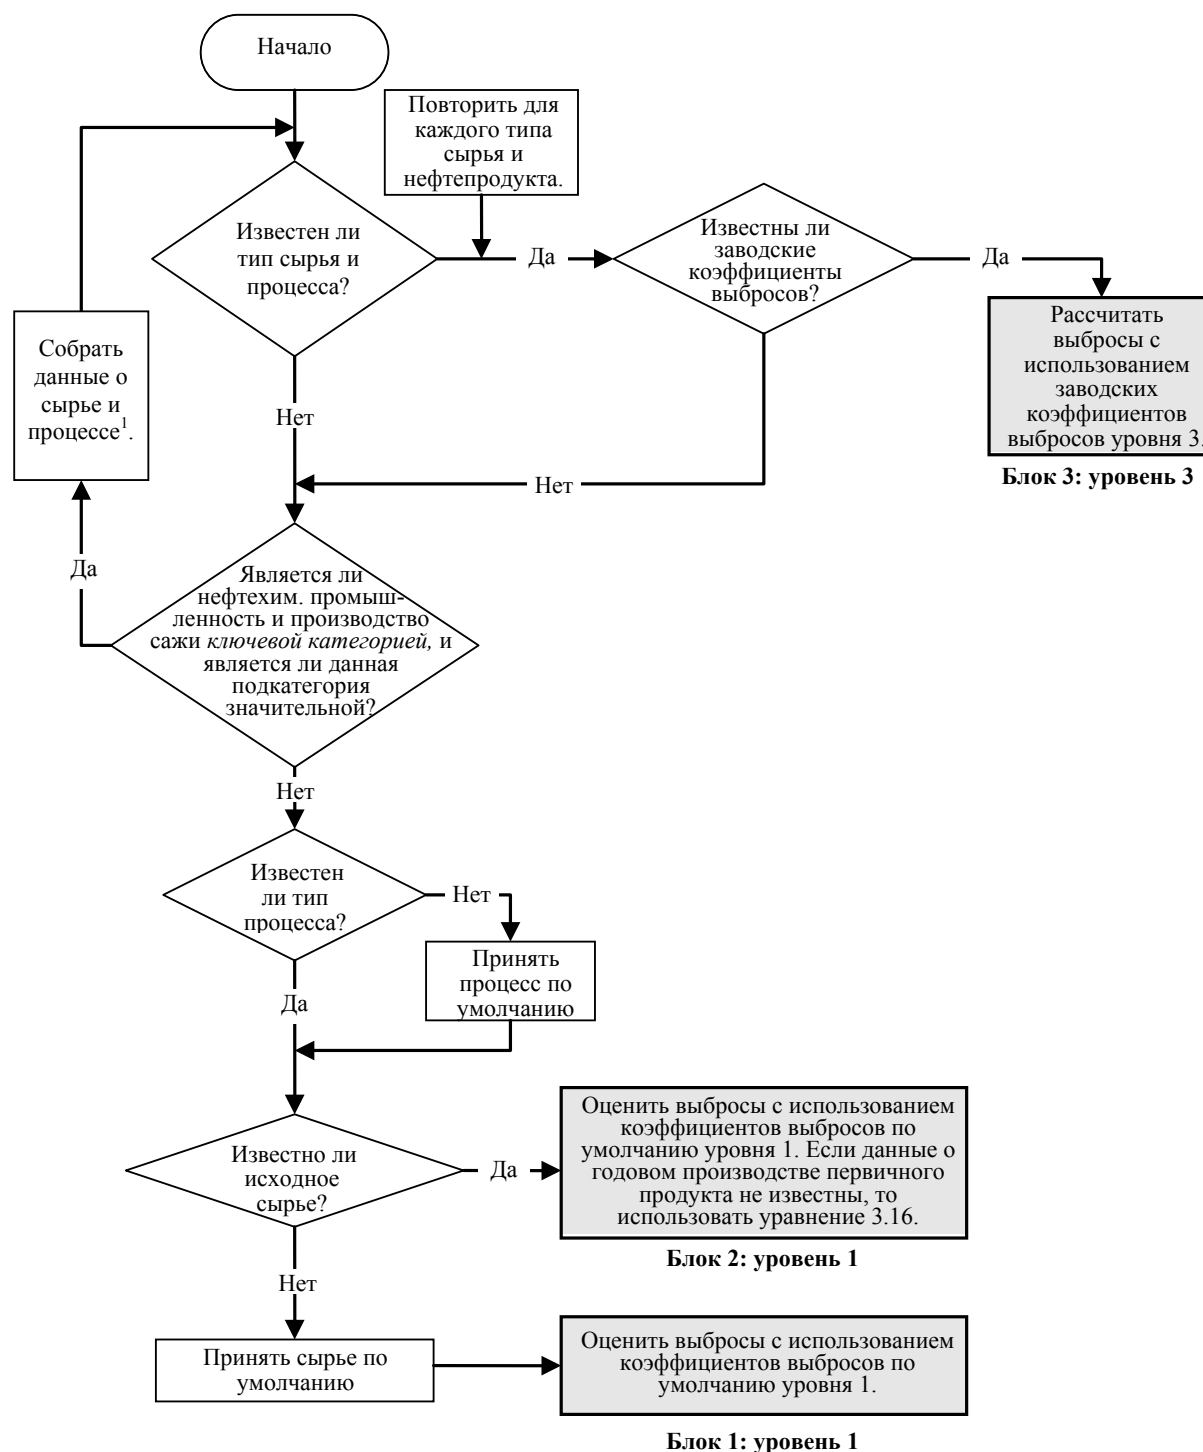 Начало
Повторить для
каждого типа
сырья и
нефтепродукта.
Известен ли
тип сырья и
процесса?
Да
Известны ли
заводские
коэффициенты
выбросов?
Да
Рассчитать
выбросы с
использованием
заводских
коэффициентов
выбросов уровня 3.
Блок 3: уровень 3
Собрать
данные о
сырье и
процессе¹.
Нет
Нет
Да
Является ли
нефтехим. промыш-
ленность и производство
сажи ключевой категорией, и
является ли данная
подкатегория
значительной?
Нет
Известен
ли тип
процесса?
Нет
Принять
процесс по
умолчанию
Да
Известно ли
исходное
сырье?
Да
Оценить выбросы с использованием
коэффициентов выбросов по
умолчанию уровня 1. Если данные о
годовом производстве первичного
продукта не известны, то
использовать уравнение 3.16.
Блок 2: уровень 1
Нет
Принять сырье по
умолчанию
Оценить выбросы с использованием
коэффициентов выбросов по
умолчанию уровня 1.
Блок 1: уровень 1